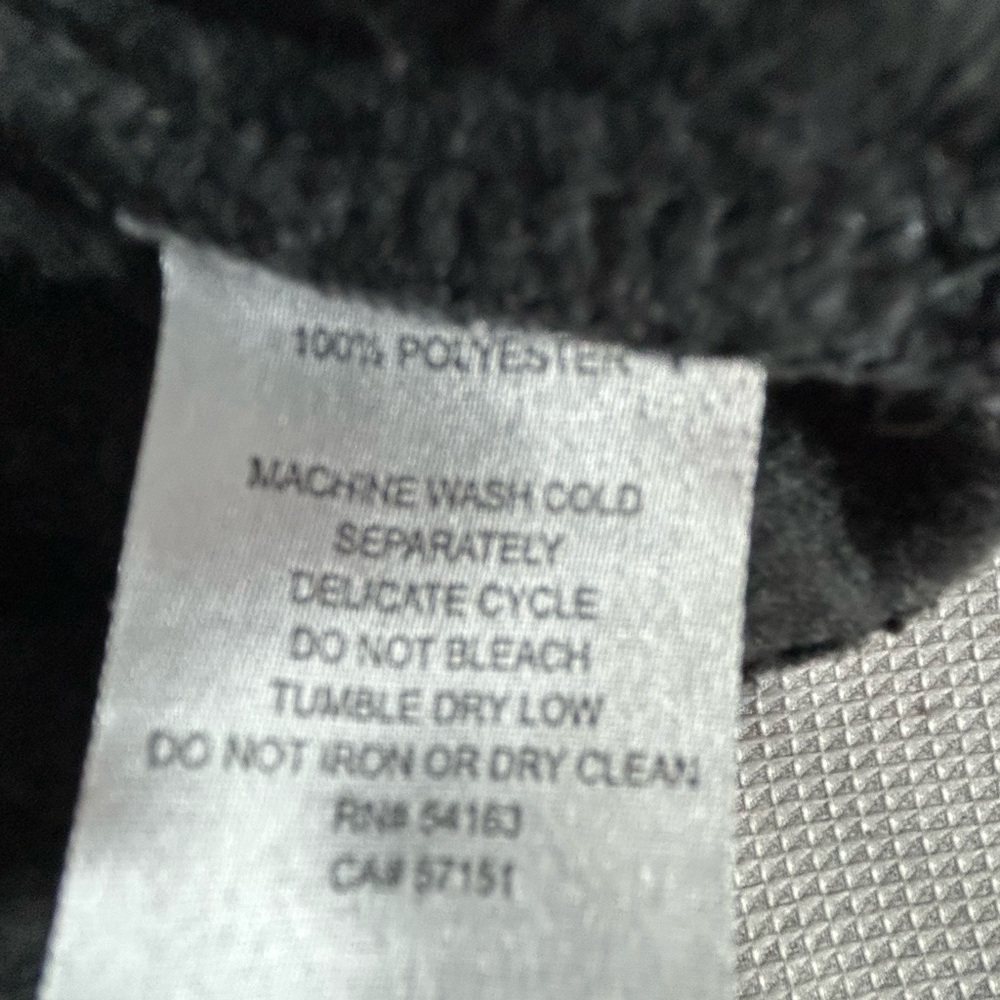 100% POLYESTER
MACHINE WASH COLD
SEPARATELY
DELICATE CYCLE
DO NOT BLEACH
TUMBLE DRY LOW
DO NOT IRON OR DRY CLEAN
RN# 54163
CA# 57151